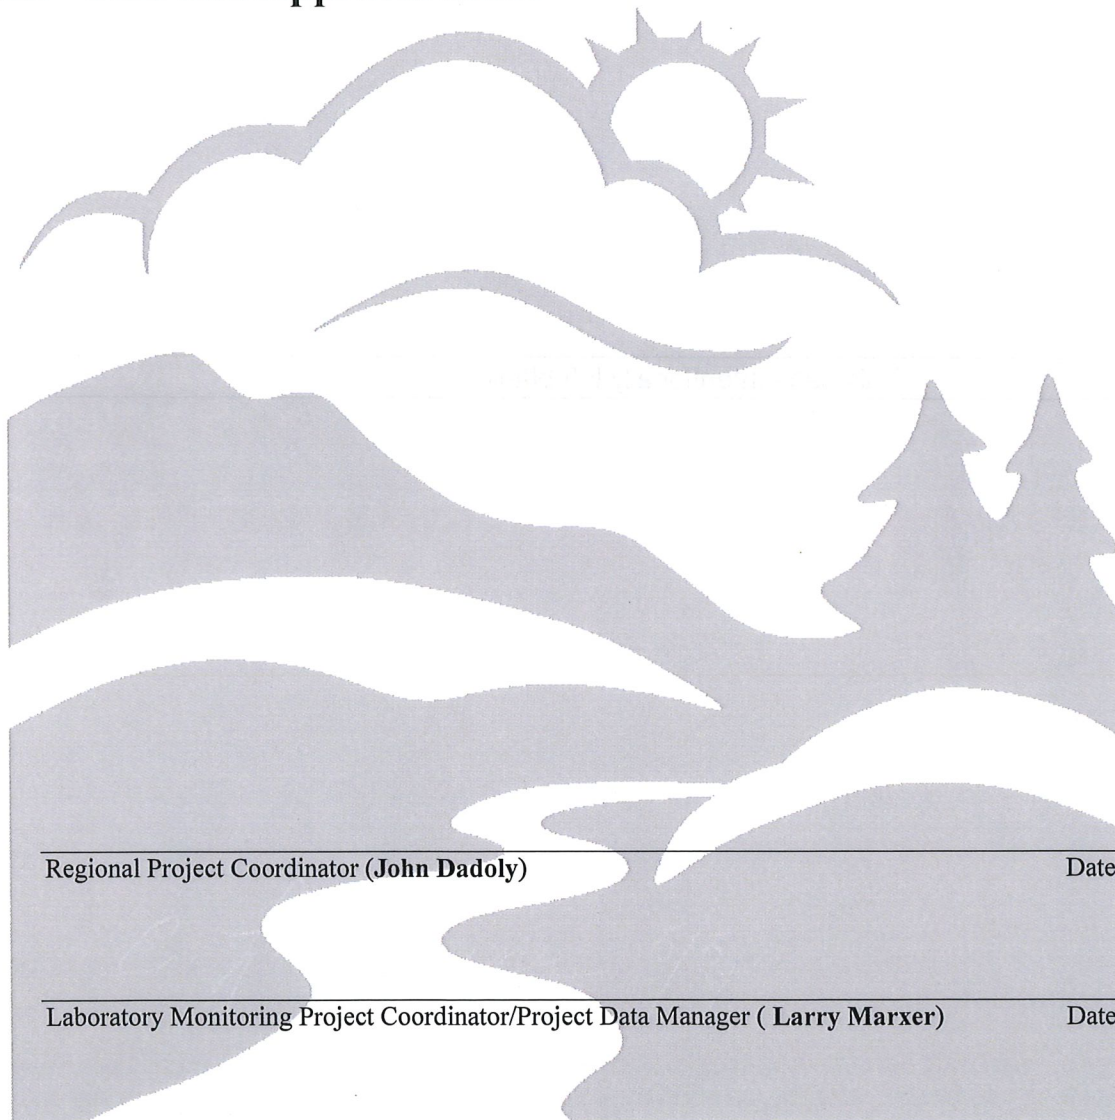 Regional Project Coordinator (John Dadoly) Date
Laboratory Monitoring Project Coordinator/Project Data Manager ( Larry Marxer) Date